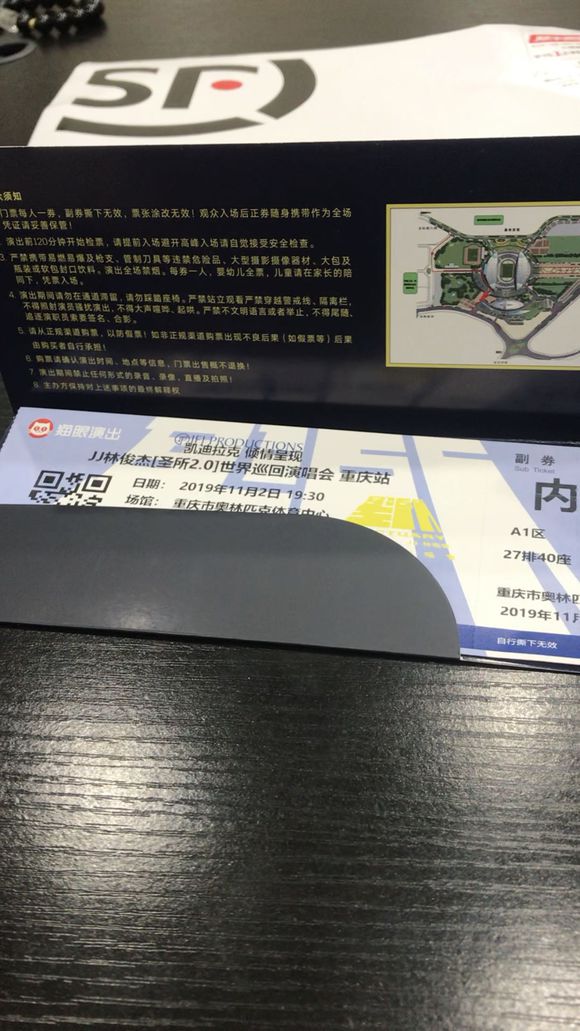 SF
众须知
门票每人一券，副券撕下无效，票张涂改无效！观众入场后正券随身携带作为全场
凭证请妥善保管！
演出前120分钟开始检票，请提前入场避开高峰入场请自觉接受安全检查。
3、严禁携带易燃易爆及枪支、管制刀具等违禁危险品、大型摄影摄像器材、大包及
瓶装或软包封口饮料。演出全场禁烟。每券一人，婴幼儿全票，儿童请在家长的陪
同下，凭票入场。
4、演出期间请勿在通道滞留，请勿踩踏座椅。严禁站立观看严禁穿越警戒线、隔离栏，
不得照射演员骚扰演出，不得大声喧哗、起哄。严禁不文明语言或者举止，不得尾随、
追逐演职员索要签名、合影。
5、请从正规渠道购票，以防假票！如非正规渠道购票出现不良后果（如假票等）后果
由购买者自行承担！
6、购票请确认演出时间、地点等信息，门票出售概不退换！
7、演出期间禁止任何形式的录音、录像，直播及拍照！
8、主办方保持对上述事项的最终解释权
猫眼演出
JFJ PRODUCTIONS
凯迪拉克 倾情呈现
JJ林俊杰[圣所2.0]世界巡回演唱会 重庆站
日期： 2019年11月2日 19:30
场馆： 重庆市奥林匹克体育中心
副券
Sub Ticket
内
A1区
27排40座
重庆市奥林匹
2019年11月
自行撕下无效